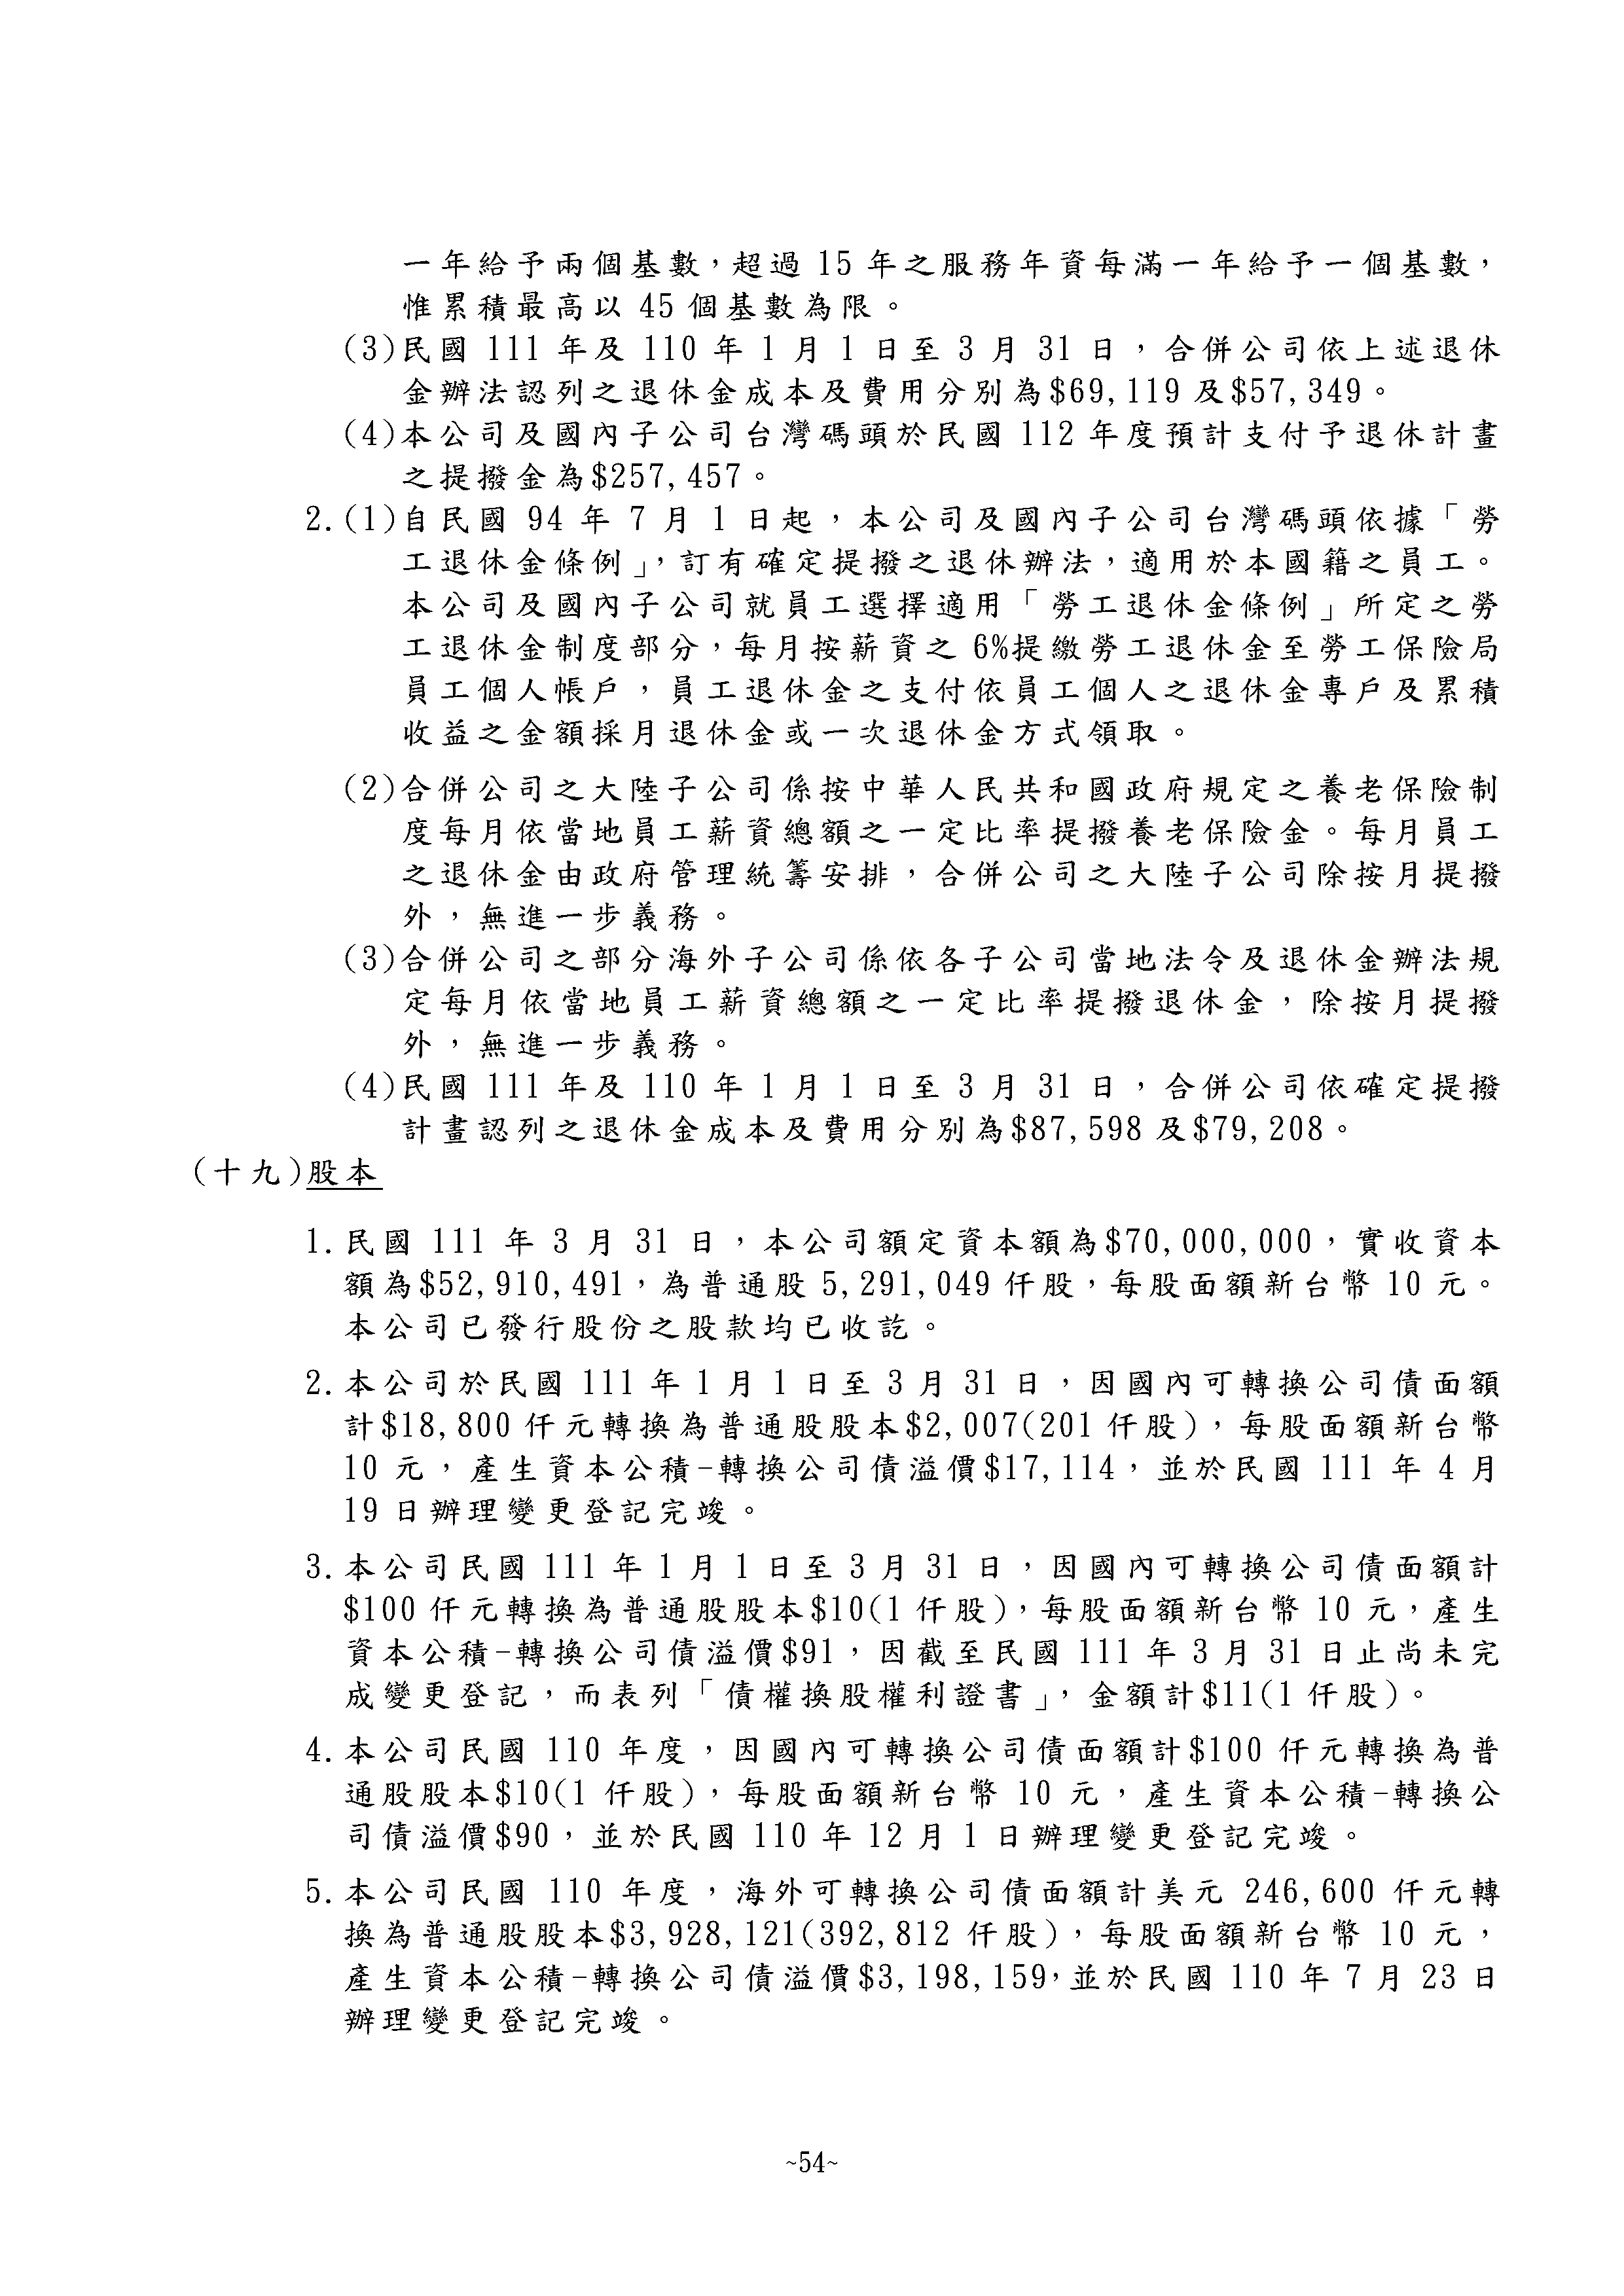 一年給予兩個基數，超過 15 年之服務年資每滿一年給予一個基數，
惟累積最高以 45 個基數為限。
(3)民國 111 年及 110 年 1 月 1 日至 3 月 31 日，合併公司依上述退休
金辦法認列之退休金成本及費用分別為$69,119 及$57,349。
(4)本公司及國內子公司台灣碼頭於民國 112 年度預計支付予退休計畫
之提撥金為$257,457。
2.(1)自民國 94 年 7 月 1 日起，本公司及國內子公司台灣碼頭依據「勞
工退休金條例」，訂有確定提撥之退休辦法，適用於本國籍之員工。
本公司及國內子公司就員工選擇適用「勞工退休金條例」所定之勞
工退休金制度部分，每月按薪資之 6%提繳勞工退休金至勞工保險局
員工個人帳戶，員工退休金之支付依員工個人之退休金專戶及累積
收益之金額採月退休金或一次退休金方式領取。
(2)合併公司之大陸子公司係按中華人民共和國政府規定之養老保險制
度每月依當地員工薪資總額之一定比率提撥養老保險金。每月員工
之退休金由政府管理統籌安排，合併公司之大陸子公司除按月提撥
外，無進一步義務。
(3)合併公司之部分海外子公司係依各子公司當地法令及退休金辦法規
定每月依當地員工薪資總額之一定比率提撥退休金，除按月提撥
外，無進一步義務。
(4)民國 111 年及 110 年 1 月 1 日至 3 月 31 日，合併公司依確定提撥
計畫認列之退休金成本及費用分別為$87,598 及$79,208。
(十九)股本
1.民國 111 年 3 月 31 日，本公司額定資本額為$70,000,000，實收資本
額為$52,910,491，為普通股 5,291,049 仟股，每股面額新台幣 10 元。
本公司已發行股份之股款均已收訖。
2.本公司於民國 111 年 1 月 1 日至 3 月 31 日，因國內可轉換公司債面額
計$18,800 仟元轉換為普通股股本$2,007(201 仟股)，每股面額新台幣
10 元，產生資本公積-轉換公司債溢價$17,114，並於民國 111 年 4 月
19 日辦理變更登記完竣。
3.本公司民國 111 年 1 月 1 日至 3 月 31 日，因國內可轉換公司債面額計
$100 仟元轉換為普通股股本$10(1 仟股)，每股面額新台幣 10 元，產生
資本公積-轉換公司債溢價$91，因截至民國 111 年 3 月 31 日止尚未完
成變更登記，而表列「債權換股權利證書」，金額計$11(1 仟股)。
4.本公司民國 110 年度，因國內可轉換公司債面額計$100 仟元轉換為普
通股股本$10(1 仟股)，每股面額新台幣 10 元，產生資本公積-轉換公
司債溢價$90，並於民國 110 年 12 月 1 日辦理變更登記完竣。
5.本公司民國 110 年度，海外可轉換公司債面額計美元 246,600 仟元轉
換為普通股股本$3,928,121(392,812 仟股)，每股面額新台幣 10 元，
產生資本公積-轉換公司債溢價$3,198,159，並於民國 110 年 7 月 23 日
辦理變更登記完竣。
~54~